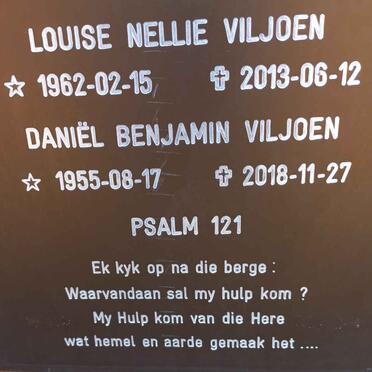 LOUISE NELLIE VILJOEN
☆ 1962-02-15 ✞ 2013-06-12
DANIËL BENJAMIN VILJOEN
☆ 1955-08-17 ✞ 2018-11-27
PSALM 121
Ek kyk op na die berge :
Waarvandaan sal my hulp kom ?
My Hulp kom van die Here
wat hemel en aarde gemaak het ....